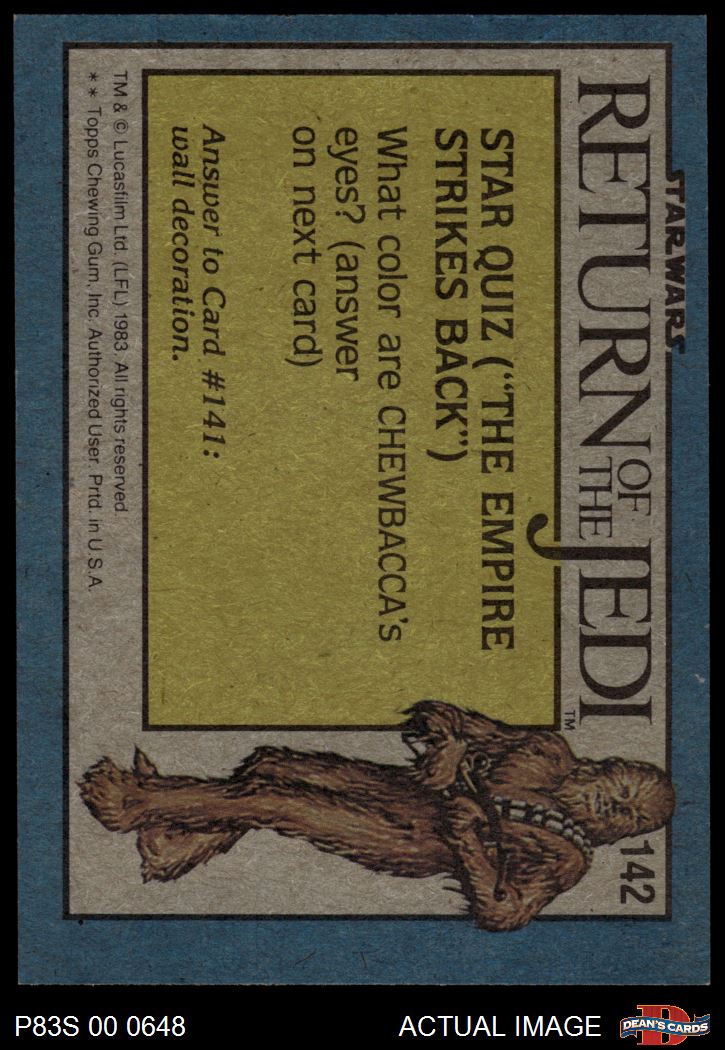 STAR WARS
RETURN OF THE JEDI™
142
STAR QUIZ ("THE EMPIRE
STRIKES BACK")
What color are CHEWBACCA's
eyes? (answer
on next card)
Answer to Card #141:
wall decoration.
TM & © Lucasfilm Ltd. (LFL) 1983. All rights reserved.
* * Topps Chewing Gum, Inc. Authorized User. Prtd. in U.S.A.
P83S 00 0648
ACTUAL IMAGE
D
DEAN'S CARDS